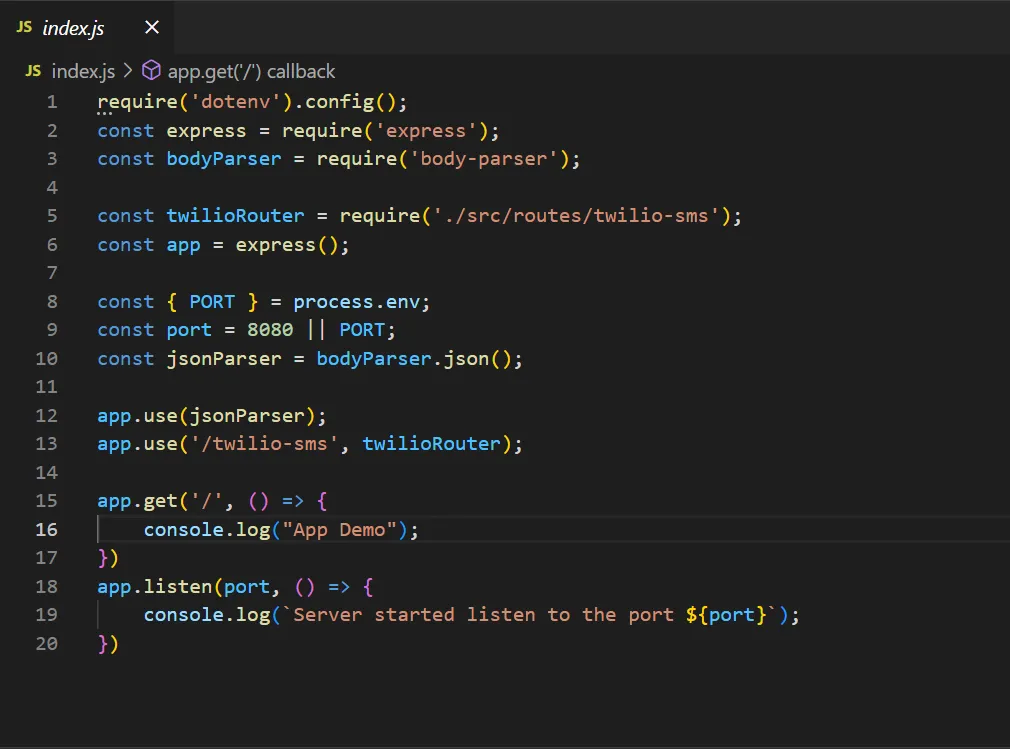 JS index.js ×
JS index.js > app.get('/') callback
1 require('dotenv').config();
2 const express = require('express');
3 const bodyParser = require('body-parser');
4
5 const twilioRouter = require('./src/routes/twilio-sms');
6 const app = express();
7
8 const { PORT } = process.env;
9 const port = 8080 || PORT;
10 const jsonParser = bodyParser.json();
11
12 app.use(jsonParser);
13 app.use('/twilio-sms', twilioRouter);
14
15 app.get('/', () => {
16     console.log("App Demo");
17 })
18 app.listen(port, () => {
19     console.log(`Server started listen to the port ${port}`);
20 })